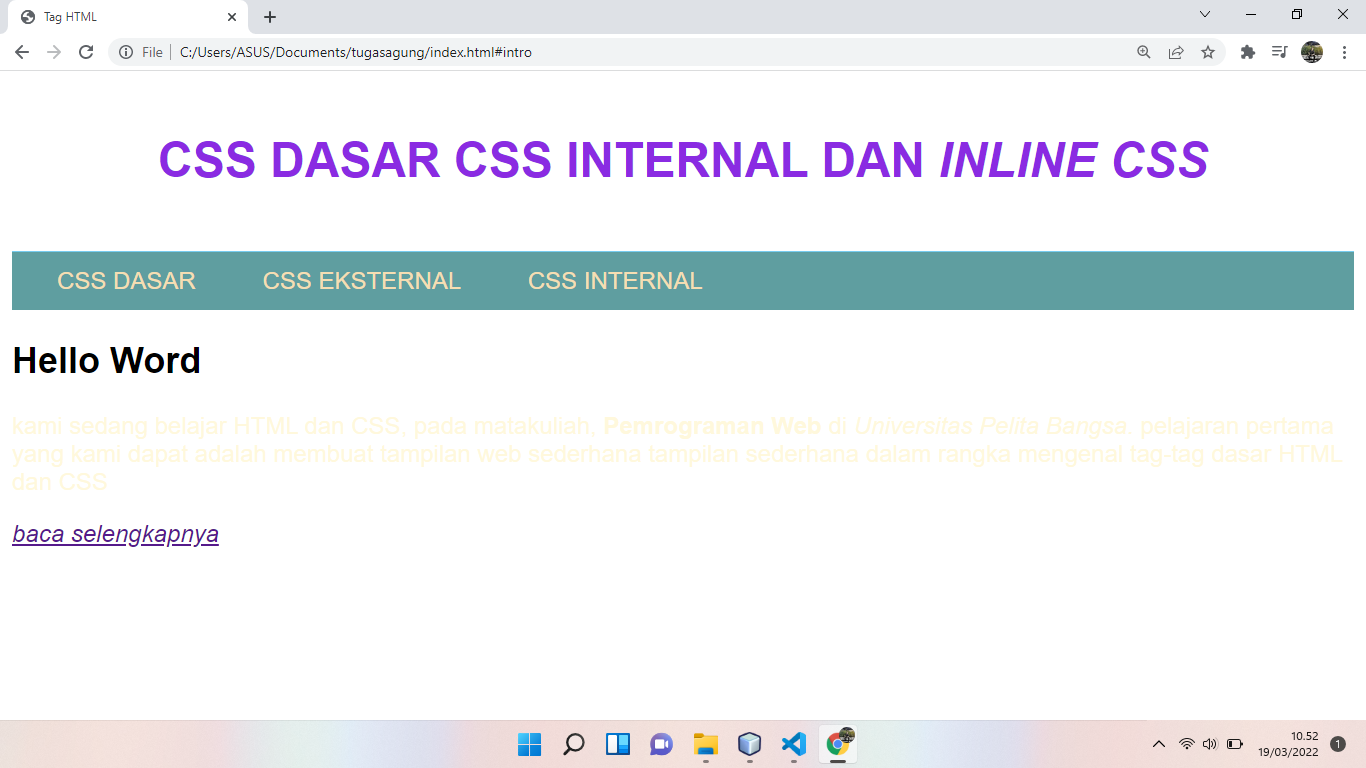 Tag HTML
File C:/Users/ASUS/Documents/tugasagung/index.html#intro
CSS DASAR CSS INTERNAL DAN INLINE CSS
CSS DASAR CSS EKSTERNAL CSS INTERNAL
Hello Word
kami sedang belajar HTML dan CSS, pada matakuliah, Pemrograman Web di Universitas Pelita Bangsa. pelajaran pertama
yang kami dapat adalah membuat tampilan web sederhana tampilan sederhana dalam rangka mengenal tag-tag dasar HTML
dan CSS
baca selengkapnya
10.52
19/03/2022
1